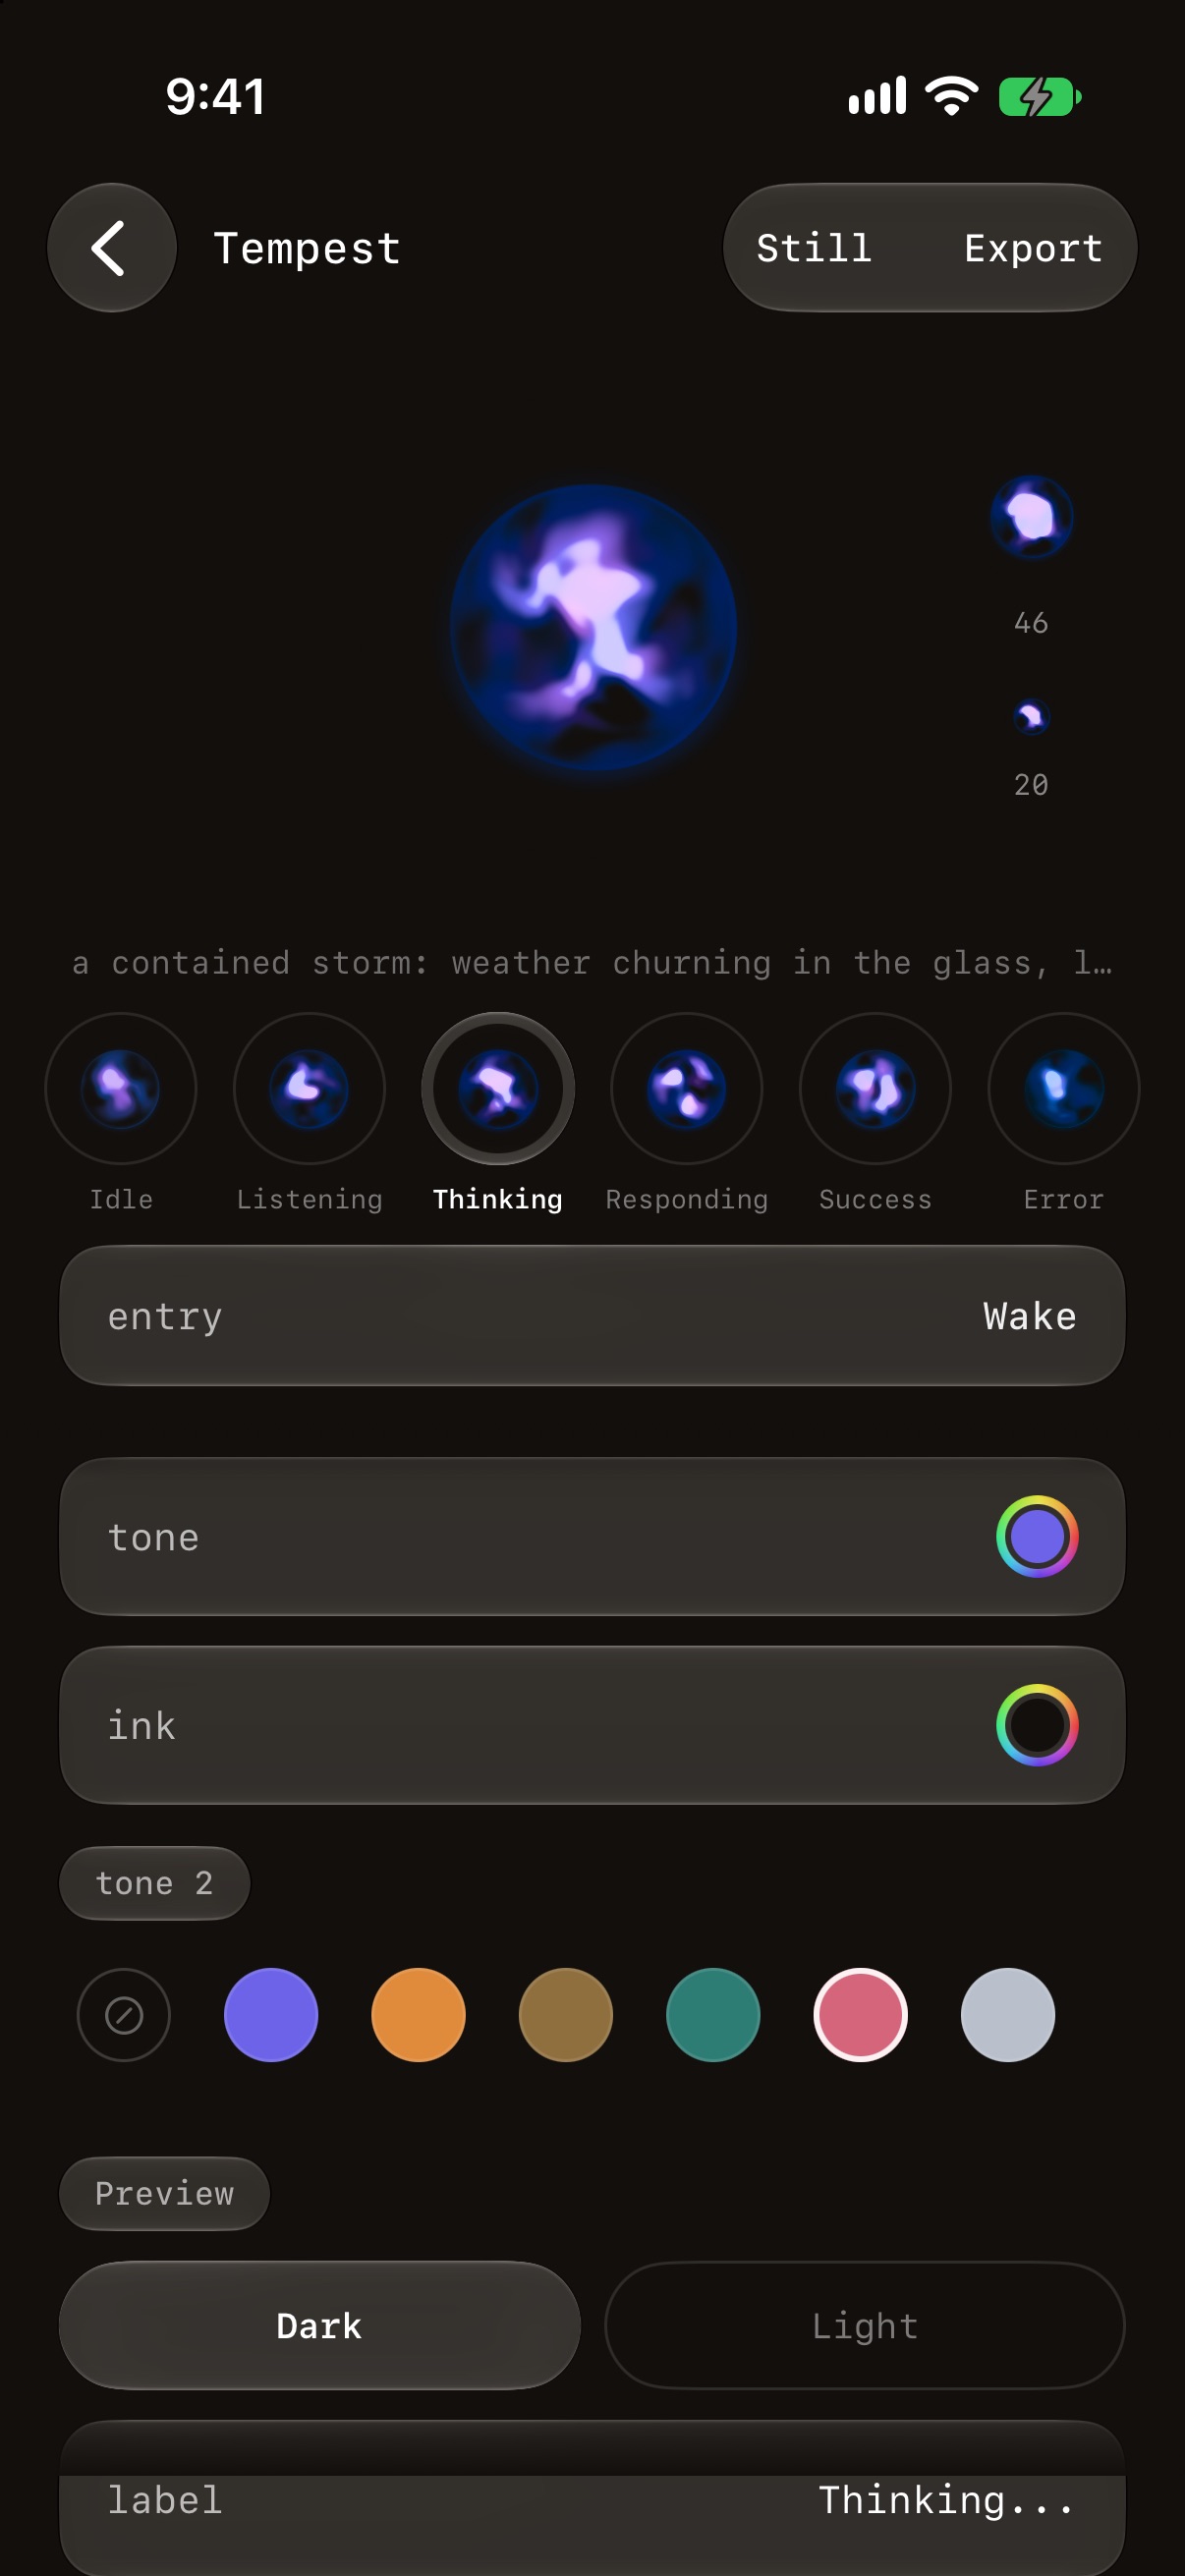 9:41
Tempest
Still Export
46
20
a contained storm: weather churning in the glass, l…
Idle Listening Thinking Responding Success Error
entry Wake
tone
ink
tone 2
Preview
Dark Light
label Thinking...